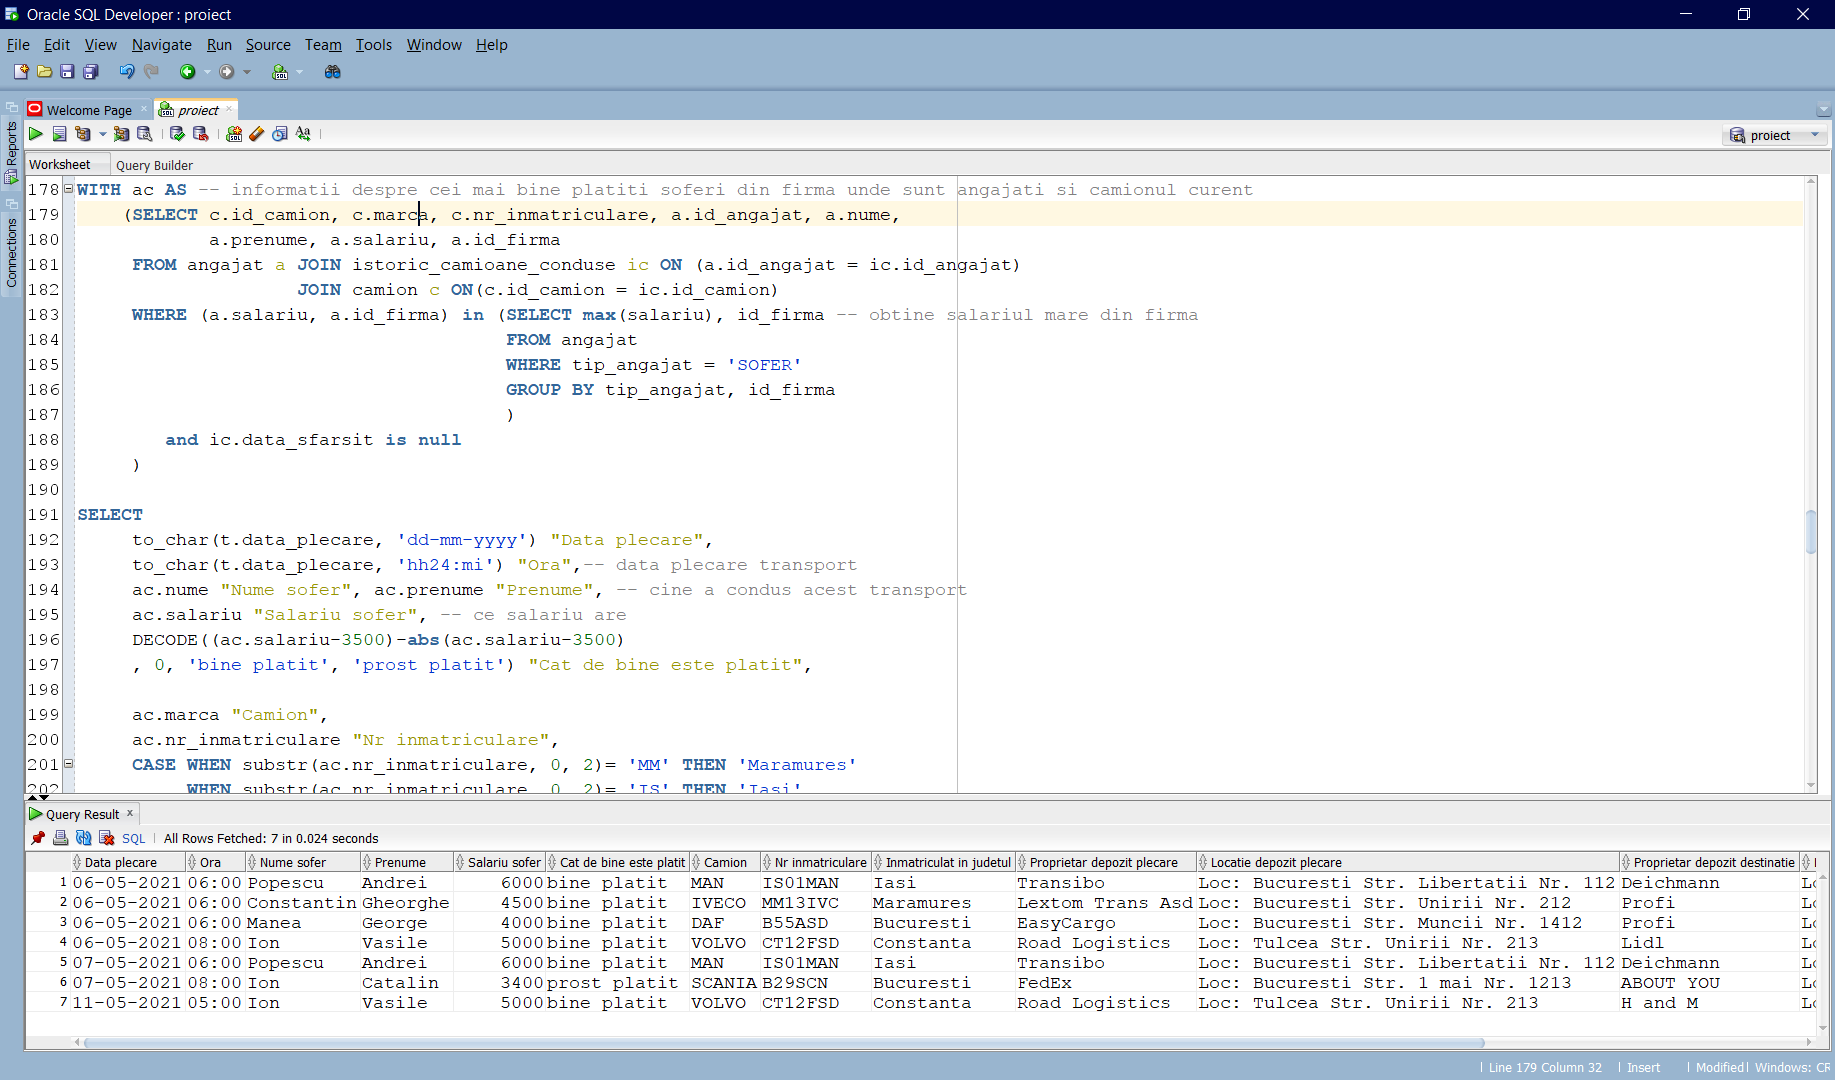 Oracle SQL Developer : proiect
File Edit View Navigate Run Source Team Tools Window Help
Reports
Connections
Welcome Page
proiect
proiect
Worksheet Query Builder
178 WITH ac AS -- informatii despre cei mai bine platiti soferi din firma unde sunt angajati si camionul curent
179 (SELECT c.id_camion, c.marca, c.nr_inmatriculare, a.id_angajat, a.nume,
180 a.prenume, a.salariu, a.id_firma
181 FROM angajat a JOIN istoric_camioane_conduse ic ON (a.id_angajat = ic.id_angajat)
182 JOIN camion c ON(c.id_camion = ic.id_camion)
183 WHERE (a.salariu, a.id_firma) in (SELECT max(salariu), id_firma -- obtine salariul mare din firma
184 FROM angajat
185 WHERE tip_angajat = 'SOFER'
186 GROUP BY tip_angajat, id_firma
187 )
188 and ic.data_sfarsit is null
189 )
190
191 SELECT
192 to_char(t.data_plecare, 'dd-mm-yyyy') "Data plecare",
193 to_char(t.data_plecare, 'hh24:mi') "Ora",-- data plecare transport
194 ac.nume "Nume sofer", ac.prenume "Prenume", -- cine a condus acest transport
195 ac.salariu "Salariu sofer", -- ce salariu are
196 DECODE((ac.salariu-3500)-abs(ac.salariu-3500)
197 , 0, 'bine platit', 'prost platit') "Cat de bine este platit",
198
199 ac.marca "Camion",
200 ac.nr_inmatriculare "Nr inmatriculare",
201 CASE WHEN substr(ac.nr_inmatriculare, 0, 2)= 'MM' THEN 'Maramures'
202 WHEN substr(ac.nr_inmatriculare, 0, 2)= 'IS' THEN 'Iasi'
Query Result
SQL All Rows Fetched: 7 in 0.024 seconds
Data plecare Ora Nume sofer Prenume Salariu sofer Cat de bine este platit Camion Nr inmatriculare Inmatriculat in judetul Proprietar depozit plecare Locatie depozit plecare Proprietar depozit destinatie
1 06-05-2021 06:00 Popescu Andrei 6000 bine platit MAN IS01MAN Iasi Transibo Loc: Bucuresti Str. Libertatii Nr. 112 Deichmann
2 06-05-2021 06:00 Constantin Gheorghe 4500 bine platit IVECO MM13IVC Maramures Lextom Trans Asd Loc: Bucuresti Str. Unirii Nr. 212 Profi
3 06-05-2021 06:00 Manea George 4000 bine platit DAF B55ASD Bucuresti EasyCargo Loc: Bucuresti Str. Muncii Nr. 1412 Profi
4 06-05-2021 08:00 Ion Vasile 5000 bine platit VOLVO CT12FSD Constanta Road Logistics Loc: Tulcea Str. Unirii Nr. 213 Lidl
5 07-05-2021 06:00 Popescu Andrei 6000 bine platit MAN IS01MAN Iasi Transibo Loc: Bucuresti Str. Libertatii Nr. 112 Deichmann
6 07-05-2021 08:00 Ion Catalin 3400 prost platit SCANIA B29SCN Bucuresti FedEx Loc: Bucuresti Str. 1 mai Nr. 1213 ABOUT YOU
7 11-05-2021 05:00 Ion Vasile 5000 bine platit VOLVO CT12FSD Constanta Road Logistics Loc: Tulcea Str. Unirii Nr. 213 H and M
Line 179 Column 32 Insert Modified Windows: CR